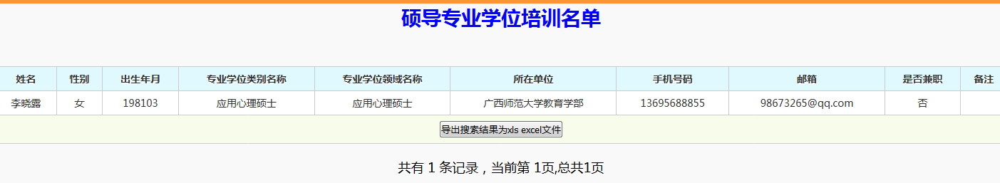 硕导专业学位培训名单
姓名 性别 出生年月 专业学位类别名称 专业学位领域名称 所在单位 手机号码 邮箱 是否兼职 备注
李晓露 女 198103 应用心理硕士 应用心理硕士 广西师范大学教育学部 13695688855 98673265@qq.com 否
导出搜索结果为xls excel文件
共有 1 条记录，当前第 1页,总共1页